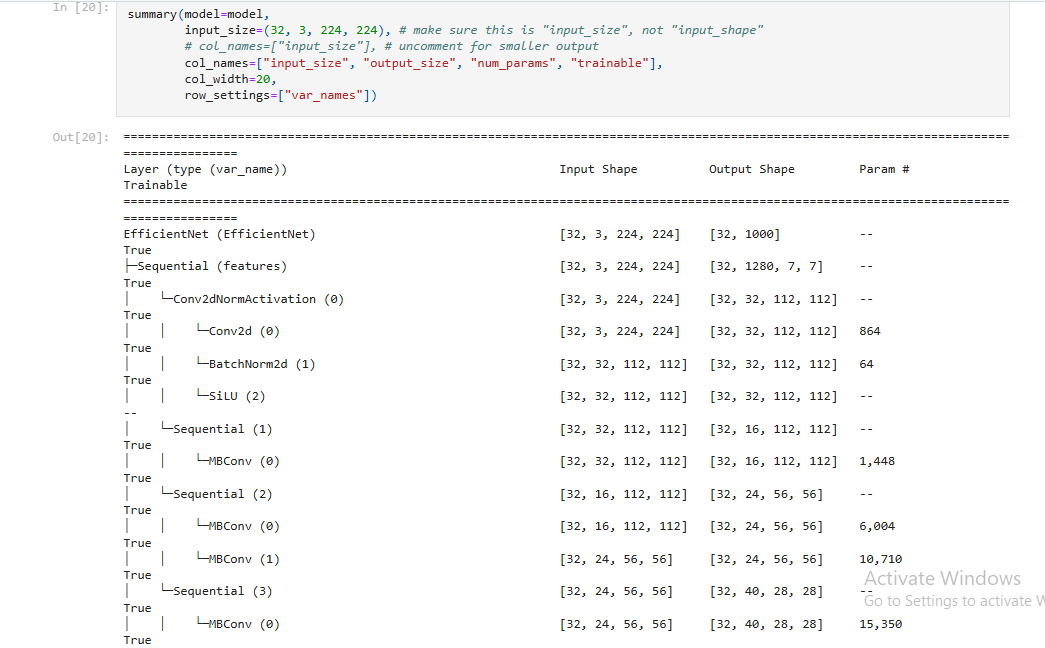 In [20]:
summary(model=model,
        input_size=(32, 3, 224, 224), # make sure this is "input_size", not "input_shape"
        # col_names=["input_size"], # uncomment for smaller output
        col_names=["input_size", "output_size", "num_params", "trainable"],
        col_width=20,
        row_settings=["var_names"])
Out[20]:
============================================================================================================================
================
Layer (type (var_name))                                      Input Shape          Output Shape         Param #
Trainable
============================================================================================================================
================
EfficientNet (EfficientNet)                                  [32, 3, 224, 224]    [32, 1000]           --
True
├─Sequential (features)                                      [32, 3, 224, 224]    [32, 1280, 7, 7]     --
True
│    └─Conv2dNormActivation (0)                              [32, 3, 224, 224]    [32, 32, 112, 112]   --
True
│    │    └─Conv2d (0)                                       [32, 3, 224, 224]    [32, 32, 112, 112]   864
True
│    │    └─BatchNorm2d (1)                                  [32, 32, 112, 112]   [32, 32, 112, 112]   64
True
│    │    └─SiLU (2)                                         [32, 32, 112, 112]   [32, 32, 112, 112]   --
--
│    └─Sequential (1)                                        [32, 32, 112, 112]   [32, 16, 112, 112]   --
True
│    │    └─MBConv (0)                                       [32, 32, 112, 112]   [32, 16, 112, 112]   1,448
True
│    └─Sequential (2)                                        [32, 16, 112, 112]   [32, 24, 56, 56]     --
True
│    │    └─MBConv (0)                                       [32, 16, 112, 112]   [32, 24, 56, 56]     6,004
True
│    │    └─MBConv (1)                                       [32, 24, 56, 56]     [32, 24, 56, 56]     10,710
True
Activate Windows
│    └─Sequential (3)                                        [32, 24, 56, 56]     [32, 40, 28, 28]     --
Go to Settings to activate W
True
│    │    └─MBConv (0)                                       [32, 24, 56, 56]     [32, 40, 28, 28]     15,350
True